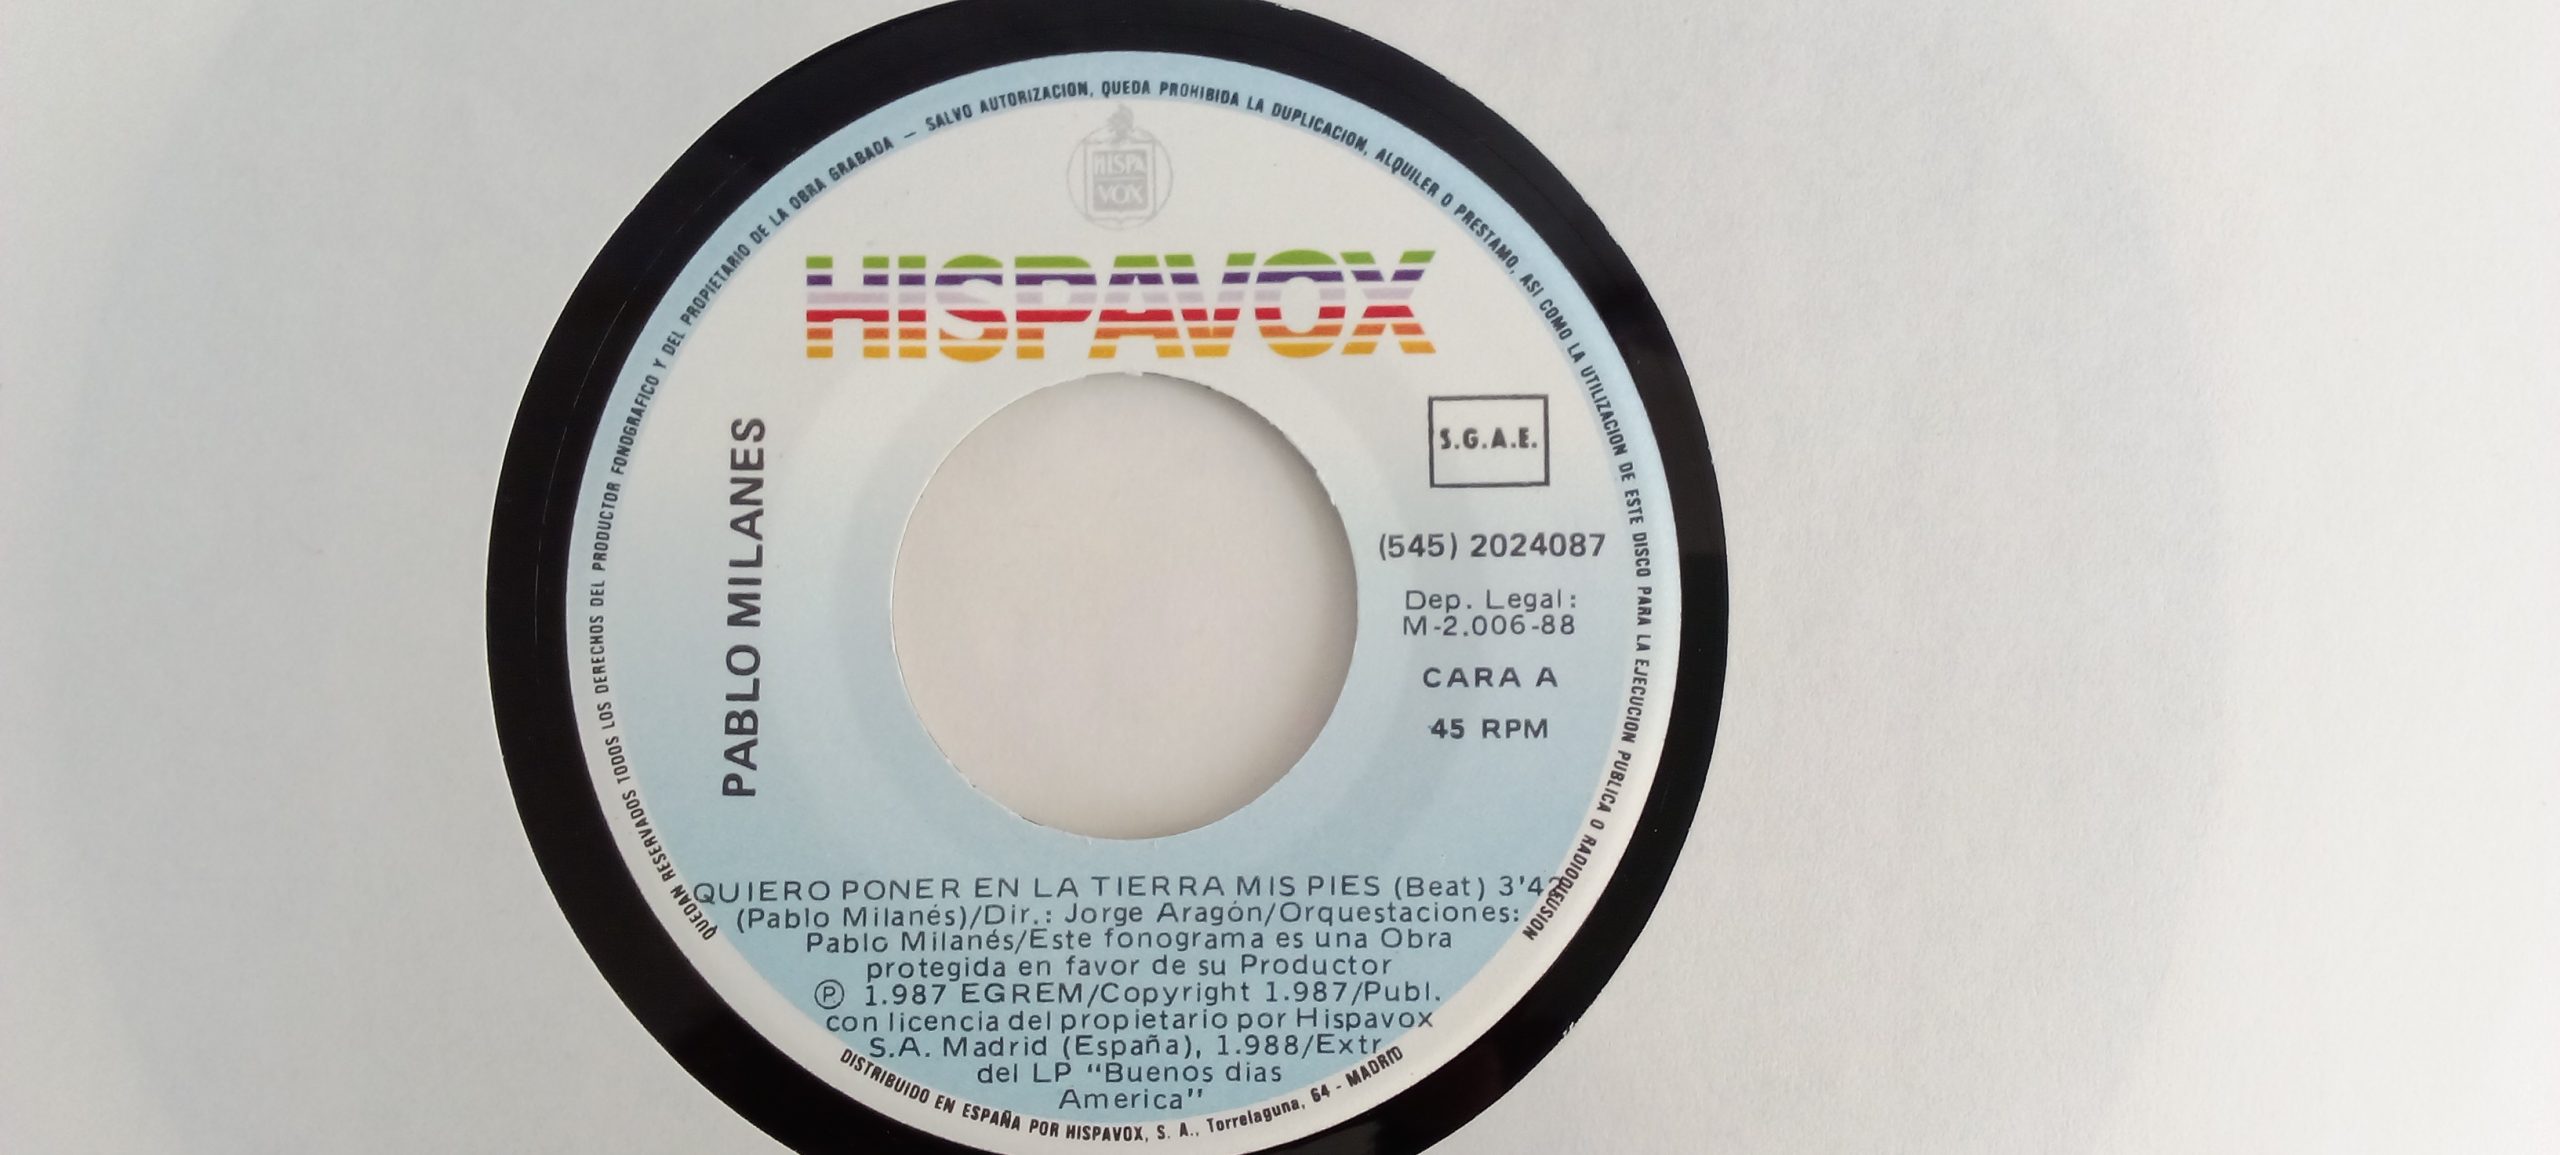 QUEDAN RESERVADOS TODOS LOS DERECHOS DEL PRODUCTOR FONOGRAFICO Y DEL PROPIETARIO DE LA OBRA GRABADA — SALVO AUTORIZACION, QUEDA PROHIBIDA LA DUPLICACION, ALQUILER O PRESTAMO, ASI COMO LA UTILIZACION DE ESTE DISCO PARA LA EJECUCION PUBLICA O RADIODIFUSION
HISPA
VOX
HISPAVOX
PABLO MILANES
S.G.A.E.
(545) 2024087
Dep. Legal:
M-2.006-88
CARA A
45 RPM
QUIERO PONER EN LA TIERRA MIS PIES (Beat)
(Pablo Milanés)/Dir.: Jorge Aragón/Orquestaciones:
Pablo Milanés/Este fonograma es una Obra
protegida en favor de su Productor
Ⓟ 1.987 EGREM/Copyright 1.987/Publ.
con licencia del propietario por Hispavox
S.A. Madrid (España), 1.988/Extr.
del LP "Buenos dias
America"
DISTRIBUIDO EN ESPAÑA POR HISPAVOX, S. A., Torrelaguna, 64 - MADRID